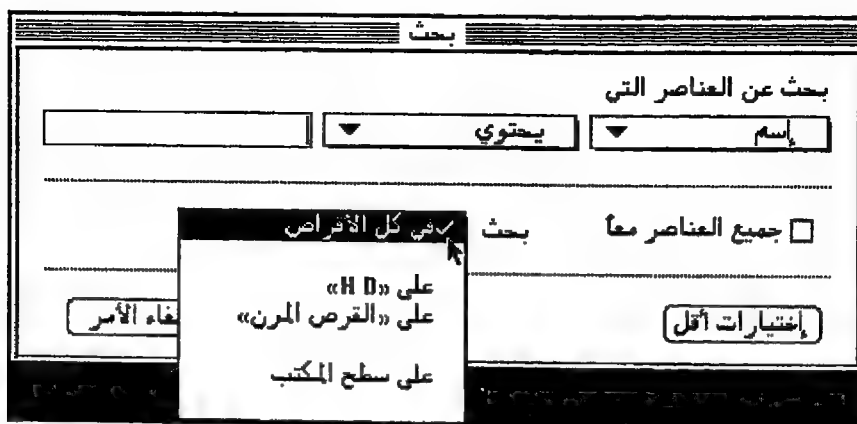 بحث
بحث عن العناصر التي
إسم يحتوي
جميع العناصر معاً بحث ✓في كل الأقراص
على «H D»
على «القرص المرن»
إختيارات أقل الأمر
على سطح المكتب